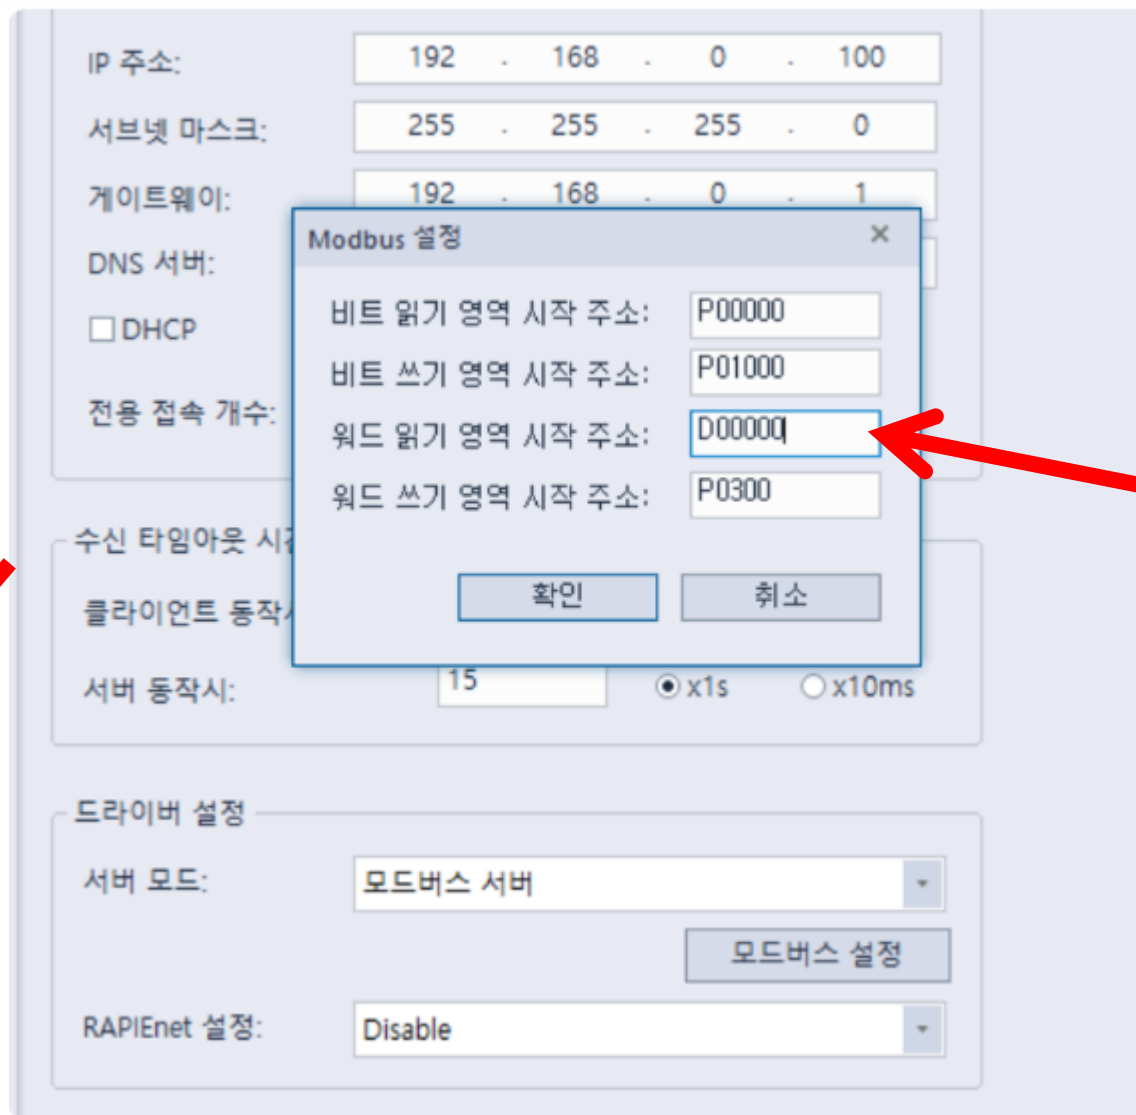 IP 주소: 192 . 168 . 0 . 100
서브넷 마스크: 255 . 255 . 255 . 0
게이트웨이: 192 . 168 . 0 . 1
DNS 서버:
DHCP
전용 접속 개수:
Modbus 설정 ×
비트 읽기 영역 시작 주소: P00000
비트 쓰기 영역 시작 주소: P01000
워드 읽기 영역 시작 주소: D00000
워드 쓰기 영역 시작 주소: P0300
확인 취소
수신 타임아웃
클라이언트
서버 동작시: 15 x1s x10ms
드라이버 설정
서버 모드: 모드버스 서버
모드버스 설정
RAPIEnet 설정: Disable